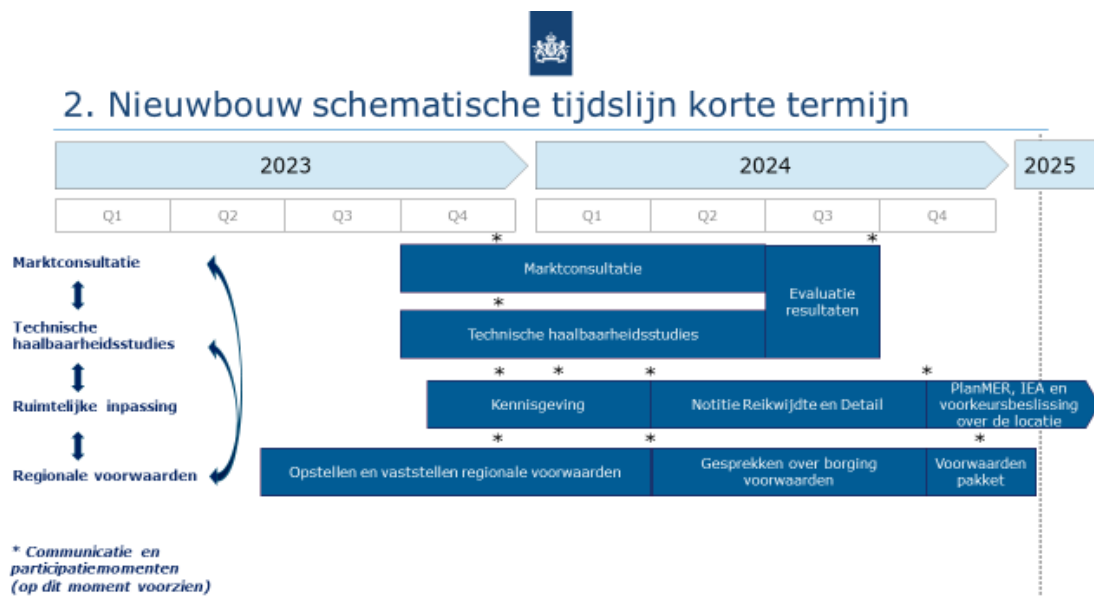 2. Nieuwbouw schematische tijdslijn korte termijn
2023
2024
2025
Q1
Q2
Q3
Q4
Q1
Q2
Q3
Q4
*
*
Marktconsultatie
Marktconsultatie
Evaluatie
resultaten
*
Technische
haalbaarheidsstudies
Technische haalbaarheidsstudies
*
*
*
*
Ruimtelijke inpassing
Kennisgeving
Notitie Reikwijdte en Detail
PlanMER, IEA en
voorkeursbeslissing
over de locatie
*
*
*
Regionale voorwaarden
Opstellen en vaststellen regionale voorwaarden
Gesprekken over borging
voorwaarden
Voorwaarden
pakket
* Communicatie en
participatiemomenten
(op dit moment voorzien)